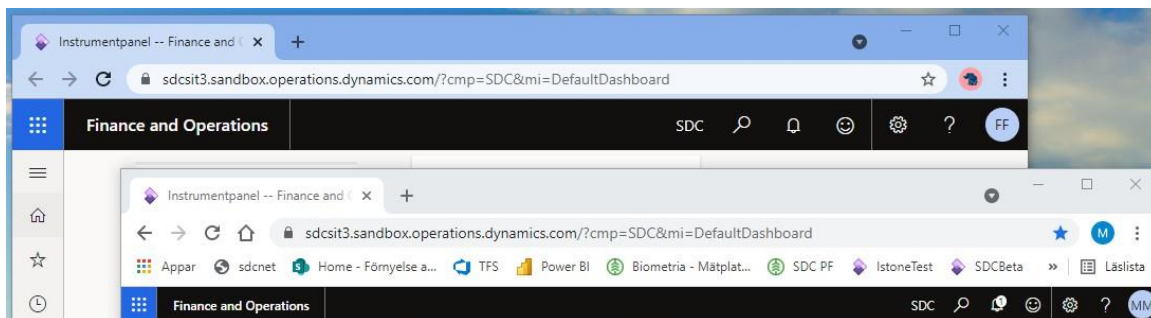 Instrumentpanel -- Finance and (
sdcsit3.sandbox.operations.dynamics.com/?cmp=SDC&mi=DefaultDashboard
Finance and Operations SDC ? FF
Instrumentpanel -- Finance and (
sdcsit3.sandbox.operations.dynamics.com/?cmp=SDC&mi=DefaultDashboard M
Appar sdcnet Home - Förnyelse a... TFS Power BI Biometria - Mätplat... SDC PF IstoneTest SDCBeta » Läslista
Finance and Operations SDC 1 ? MM